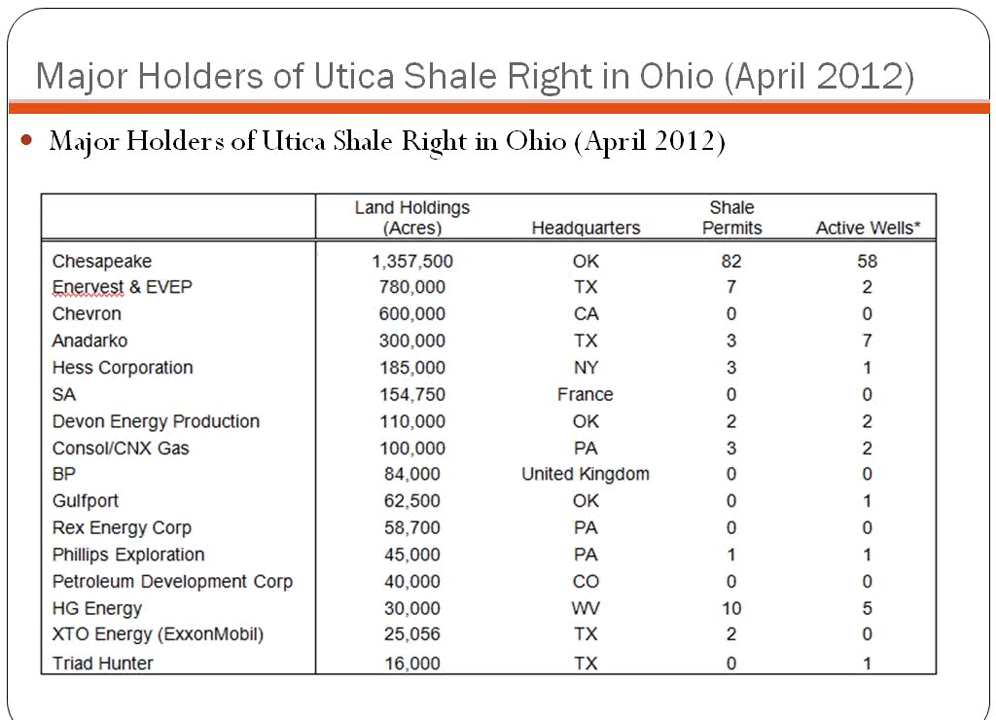 Major Holders of Utica Shale Right in Ohio (April 2012)
• Major Holders of Utica Shale Right in Ohio (April 2012)
Land Holdings (Acres) Headquarters Shale Permits Active Wells*
Chesapeake 1,357,500 OK 82 58
Enervest & EVEP 780,000 TX 7 2
Chevron 600,000 CA 0 0
Anadarko 300,000 TX 3 7
Hess Corporation 185,000 NY 3 1
SA 154,750 France 0 0
Devon Energy Production 110,000 OK 2 2
Consol/CNX Gas 100,000 PA 3 2
BP 84,000 United Kingdom 0 0
Gulfport 62,500 OK 0 1
Rex Energy Corp 58,700 PA 0 0
Phillips Exploration 45,000 PA 1 1
Petroleum Development Corp 40,000 CO 0 0
HG Energy 30,000 WV 10 5
XTO Energy (ExxonMobil) 25,056 TX 2 0
Triad Hunter 16,000 TX 0 1